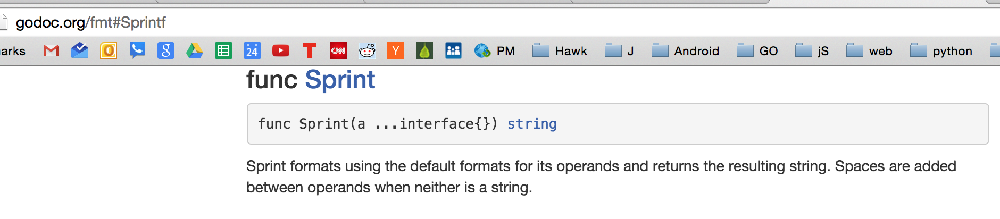 godoc.org/fmt#Sprintf
arks 8 24 T CNN Y PM Hawk J Android GO jS web python
func Sprint
func Sprint(a ...interface{}) string
Sprint formats using the default formats for its operands and returns the resulting string. Spaces are added
between operands when neither is a string.